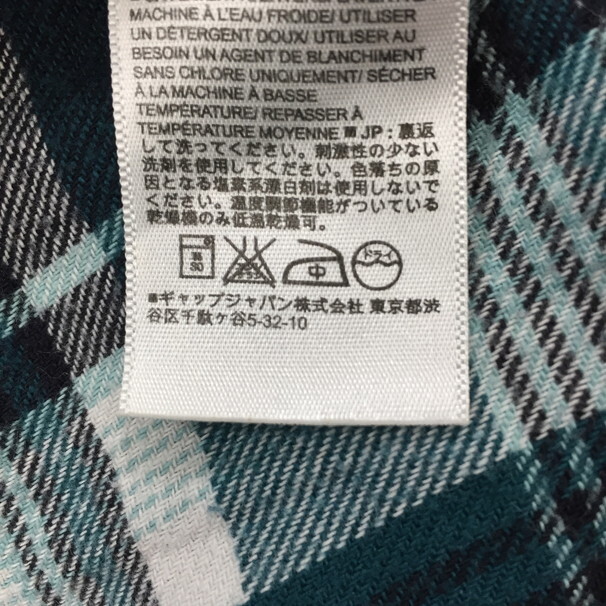 MACHINE À L'EAU FROIDE/ UTILISER
UN DÉTERGENT DOUX/ UTILISER AU
BESOIN UN AGENT DE BLANCHIMENT
SANS CHLORE UNIQUEMENT/ SÉCHER
À LA MACHINE À BASSE
TEMPÉRATURE/ REPASSER À
TEMPÉRATURE MOYENNE ■ JP : 裏返
して洗ってください。刺激性の少ない
洗剤を使用してください。色落ちの原
因となる塩素系漂白剤は使用しないで
ください。温度調節機能がついている
乾燥機のみ低温乾燥可。
30 中 ドライ
■ギャップジャパン株式会社 東京都渋
谷区千駄ヶ谷5-32-10